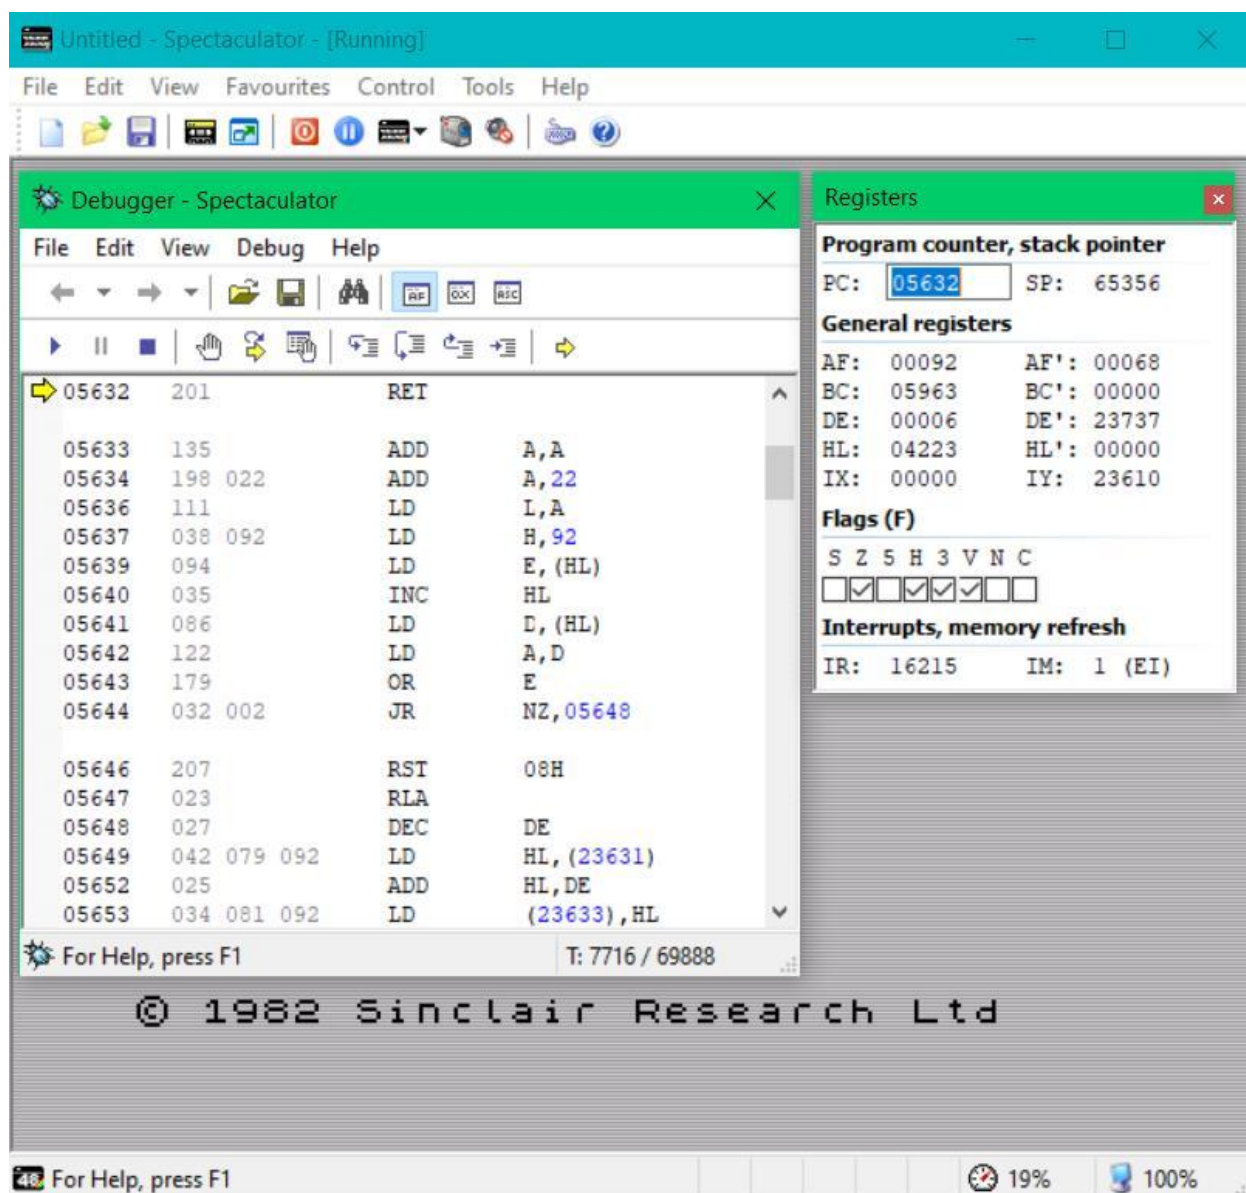 Untitled - Spectaculator - [Running]
File Edit View Favourites Control Tools Help
Debugger - Spectaculator
File Edit View Debug Help
05632 201 RET
05633 135 ADD A,A
05634 198 022 ADD A,22
05636 111 LD L,A
05637 038 092 LD H,92
05639 094 LD E,(HL)
05640 035 INC HL
05641 086 LD D,(HL)
05642 122 LD A,D
05643 179 OR E
05644 032 002 JR NZ,05648
05646 207 RST 08H
05647 023 RLA
05648 027 DEC DE
05649 042 079 092 LD HL,(23631)
05652 025 ADD HL,DE
05653 034 081 092 LD (23633),HL
For Help, press F1 T: 7716 / 69888
Registers
Program counter, stack pointer
PC: 05632 SP: 65356
General registers
AF: 00092 AF': 00068
BC: 05963 BC': 00000
DE: 00006 DE': 23737
HL: 04223 HL': 00000
IX: 00000 IY: 23610
Flags (F)
S Z 5 H 3 V N C
Interrupts, memory refresh
IR: 16215 IM: 1 (EI)
© 1982 Sinclair Research Ltd
48 For Help, press F1 19% 100%